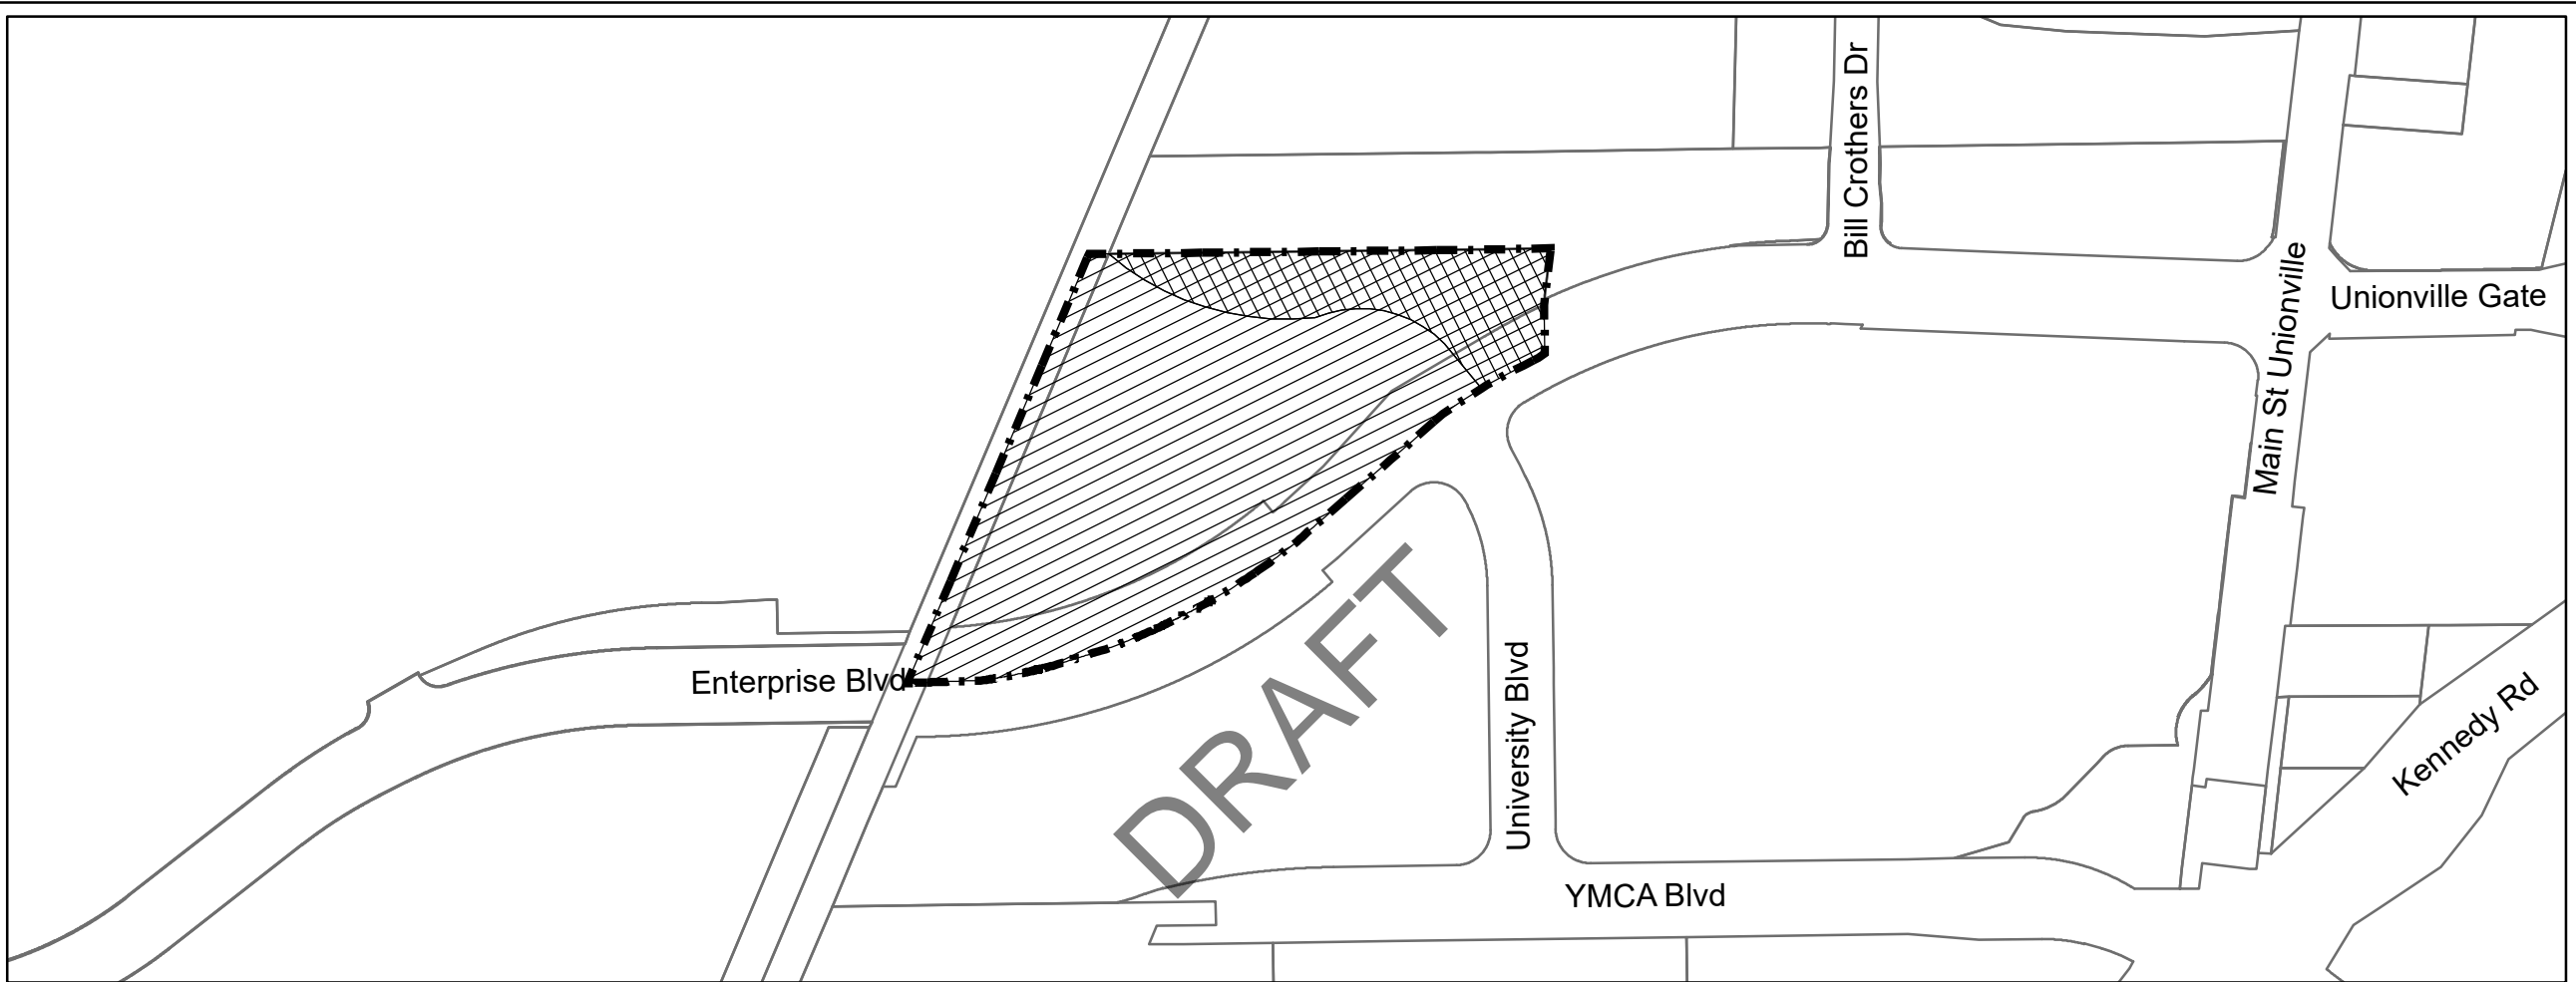 Bill Crothers Dr
Main St Unionville
Unionville Gate
Enterprise Blvd
University Blvd
Kennedy Rd
DRAFT
YMCA Blvd